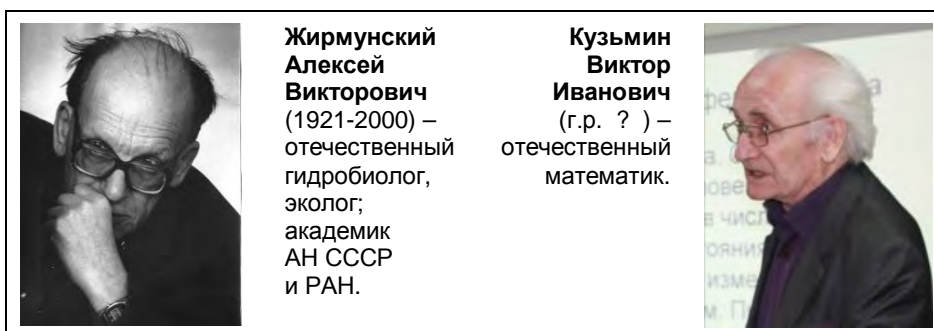 Жирмунский
Алексей
Викторович
(1921-2000) –
отечественный
гидробиолог,
эколог;
академик
АН СССР
и РАН.
Кузьмин
Виктор
Иванович
(г.р. ? ) –
отечественный
математик.